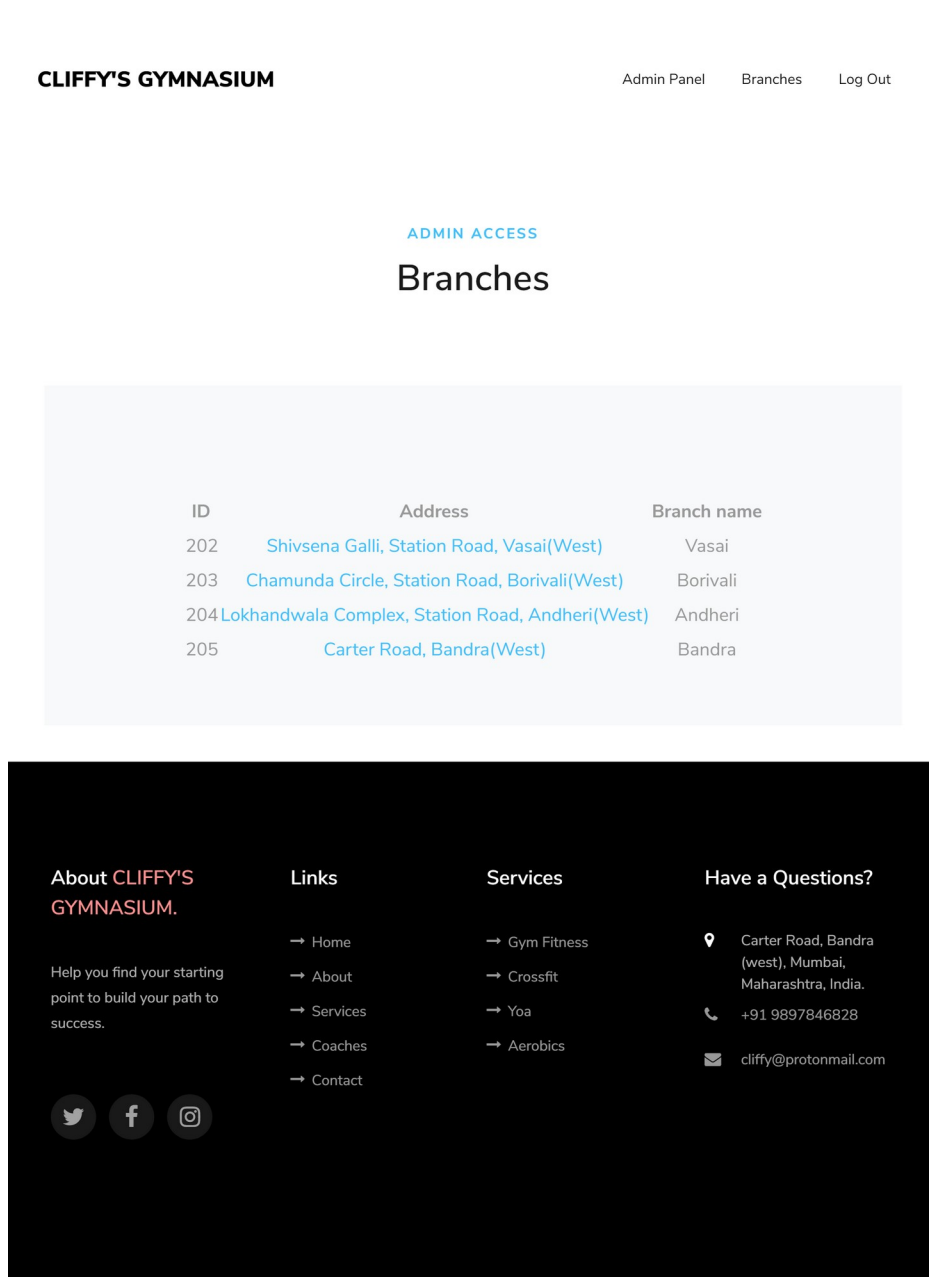 CLIFFY'S GYMNASIUM
Admin Panel Branches Log Out
ADMIN ACCESS
Branches
ID Address Branch name
202 Shivsena Galli, Station Road, Vasai(West) Vasai
203 Chamunda Circle, Station Road, Borivali(West) Borivali
204 Lokhandwala Complex, Station Road, Andheri(West) Andheri
205 Carter Road, Bandra(West) Bandra
About CLIFFY'S
GYMNASIUM.
Help you find your starting
point to build your path to
success.
Links
Home
About
Services
Coaches
Contact
Services
Gym Fitness
Crossfit
Yoa
Aerobics
Have a Questions?
Carter Road, Bandra
(west), Mumbai,
Maharashtra, India.
+91 9897846828
cliffy@protonmail.com